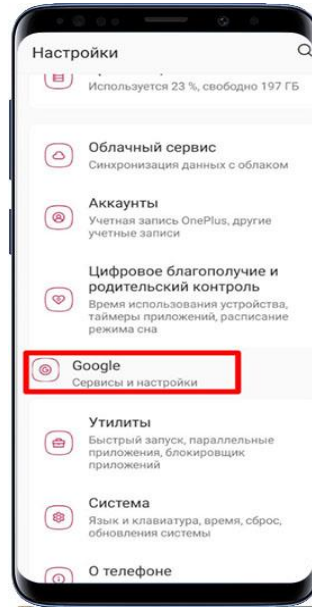 Настройки
Используется 23 %, свободно 197 ГБ
Облачный сервис
Синхронизация данных с облаком
Аккаунты
Учетная запись OnePlus, другие
учетные записи
Цифровое благополучие и
родительский контроль
Время использования устройства,
таймеры приложений, расписание
режима сна
Google
Сервисы и настройки
Утилиты
Быстрый запуск, параллельные
приложения, блокировщик
приложений
Система
Язык и клавиатура, время, сброс,
обновления системы
О телефоне